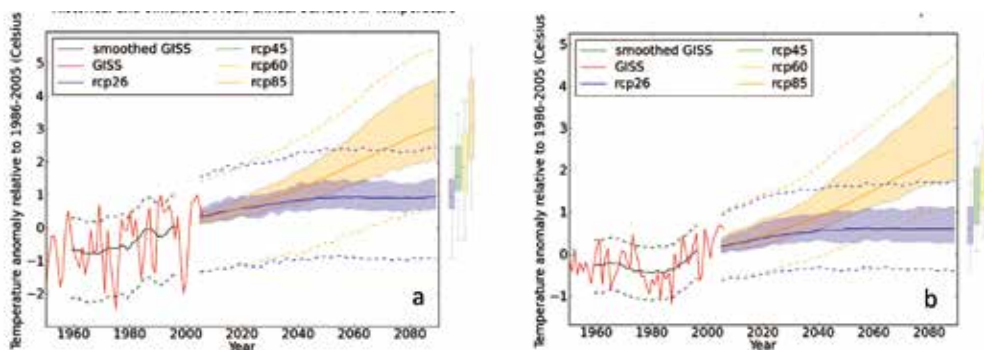 Temperature anomaly relative to 1986-2005 (Celsius
5
4
3
2
1
0
−1
−2
smoothed GISS
GISS
rcp26
rcp45
rcp60
rcp85
a
1960 1980 2000 2020 2040 2060 2080
Year
Temperature anomaly relative to 1986-2005 (Celsius
5
4
3
2
1
0
−1
smoothed GISS
GISS
rcp26
rcp45
rcp60
rcp85
b
1960 1980 2000 2020 2040 2060 2080
Year